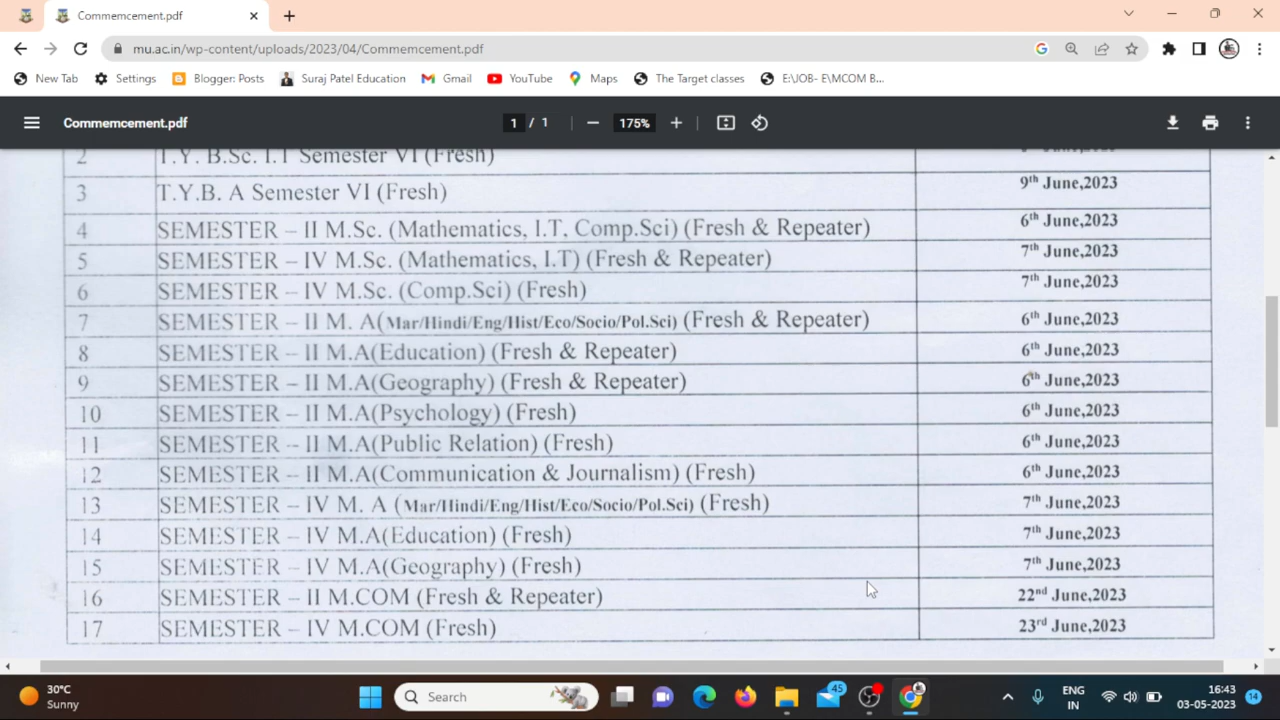 Commemcement.pdf
mu.ac.in/wp-content/uploads/2023/04/Commemcement.pdf
New Tab Settings Blogger: Posts Suraj Patel Education Gmail YouTube Maps The Target classes E:\JOB- E\MCOM B...
Commemcement.pdf 1 / 1 175%
2 T.Y. B.Sc. I.T Semester VI (Fresh)
3 T.Y.B. A Semester VI (Fresh) 9th June,2023
4 SEMESTER – II M.Sc. (Mathematics, I.T, Comp.Sci) (Fresh & Repeater) 6th June,2023
5 SEMESTER – IV M.Sc. (Mathematics, I.T) (Fresh & Repeater) 7th June,2023
6 SEMESTER – IV M.Sc. (Comp.Sci) (Fresh) 7th June,2023
7 SEMESTER – II M. A(Mar/Hindi/Eng/Hist/Eco/Socio/Pol.Sci) (Fresh & Repeater) 6th June,2023
8 SEMESTER – II M.A(Education) (Fresh & Repeater) 6th June,2023
9 SEMESTER – II M.A(Geography) (Fresh & Repeater) 6th June,2023
10 SEMESTER – II M.A(Psychology) (Fresh) 6th June,2023
11 SEMESTER – II M.A(Public Relation) (Fresh) 6th June,2023
12 SEMESTER – II M.A(Communication & Journalism) (Fresh) 6th June,2023
13 SEMESTER – IV M. A (Mar/Hindi/Eng/Hist/Eco/Socio/Pol.Sci) (Fresh) 7th June,2023
14 SEMESTER – IV M.A(Education) (Fresh) 7th June,2023
15 SEMESTER – IV M.A(Geography) (Fresh) 7th June,2023
16 SEMESTER – II M.COM (Fresh & Repeater) 22nd June,2023
17 SEMESTER – IV M.COM (Fresh) 23rd June,2023
30°C
Sunny
Search
45
ENG
IN
16:43
03-05-2023
14